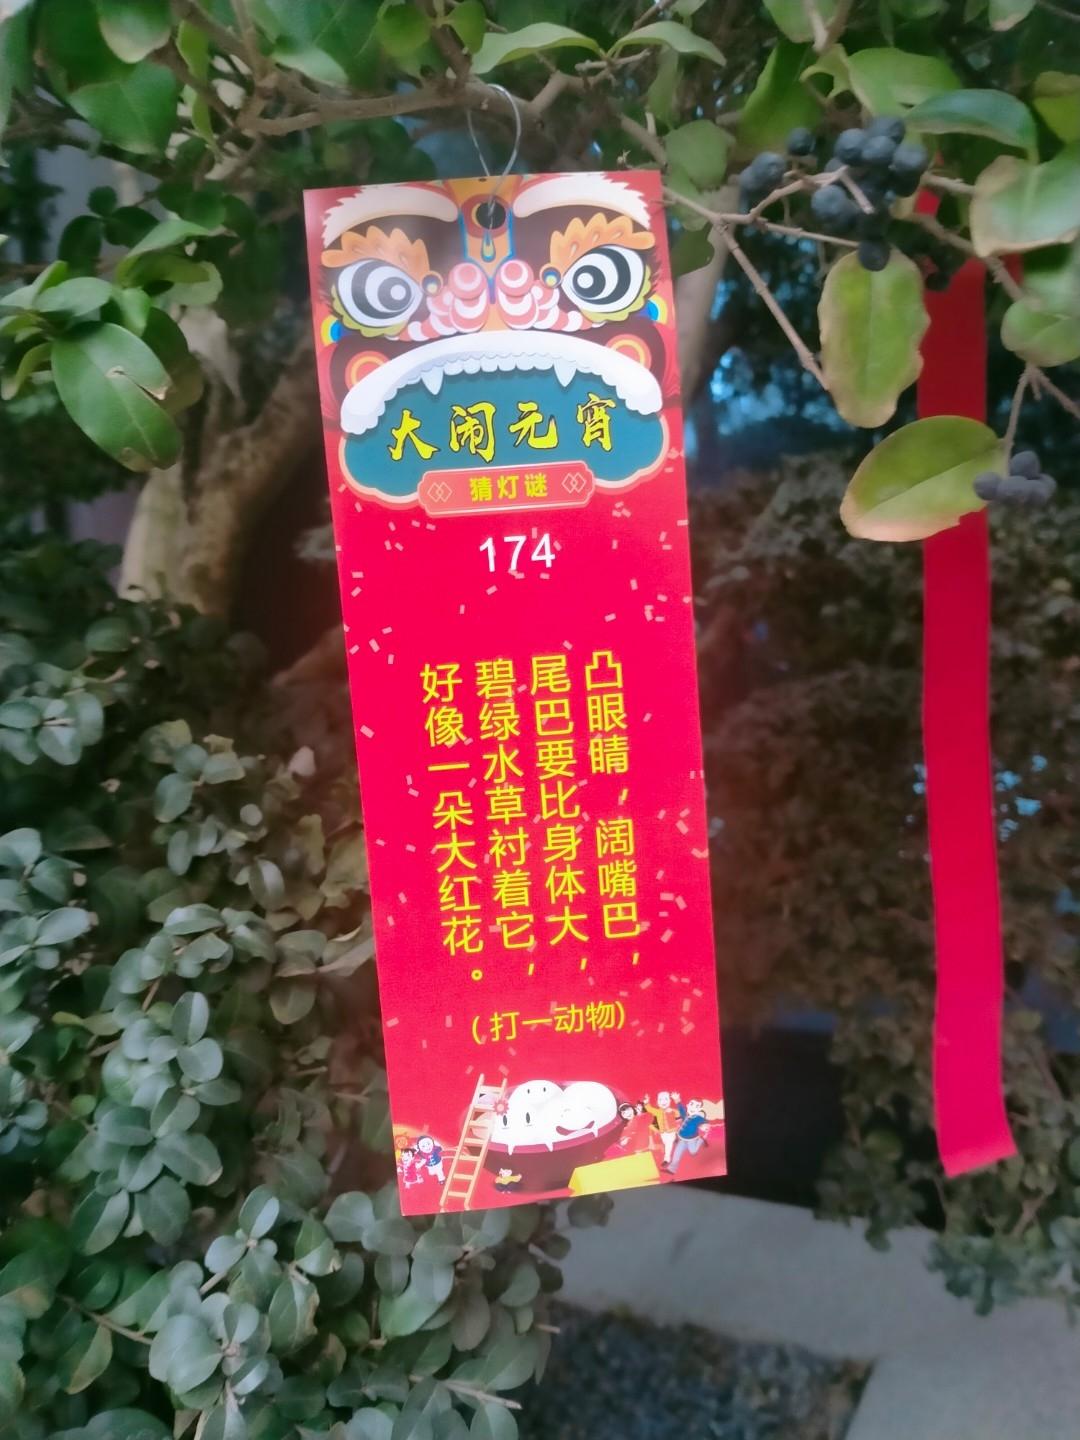 大闹元宵
猜灯谜
174
凸眼睛，阔嘴巴，
尾巴要比身体大，
碧绿水草衬着它，
好像一朵大红花。
(打一动物)